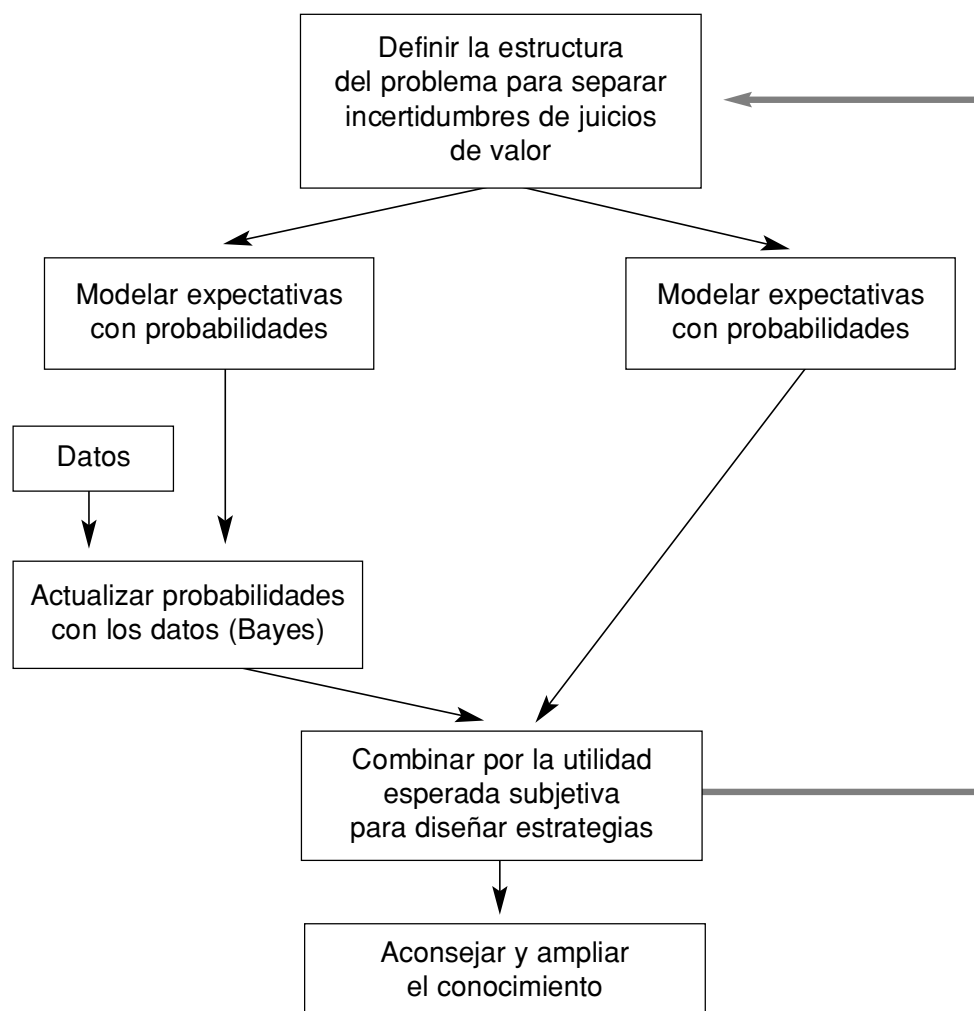 Definir la estructura
del problema para separar
incertidumbres de juicios
de valor
Modelar expectativas
con probabilidades
Modelar expectativas
con probabilidades
Datos
Actualizar probabilidades
con los datos (Bayes)
Combinar por la utilidad
esperada subjetiva
para diseñar estrategias
Aconsejar y ampliar
el conocimiento